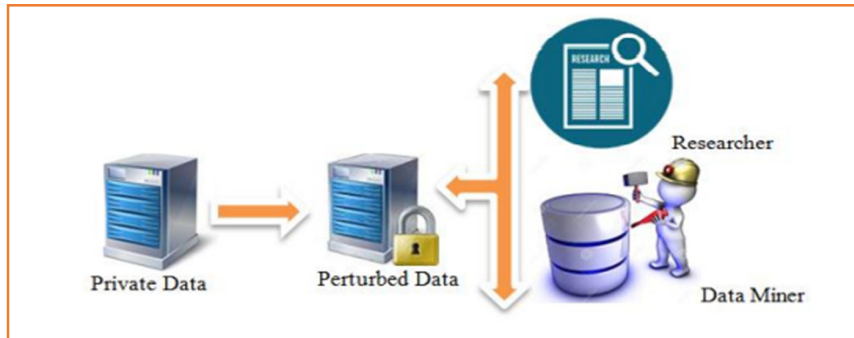 RESEARCH
Researcher
Private Data
Perturbed Data
Data Miner